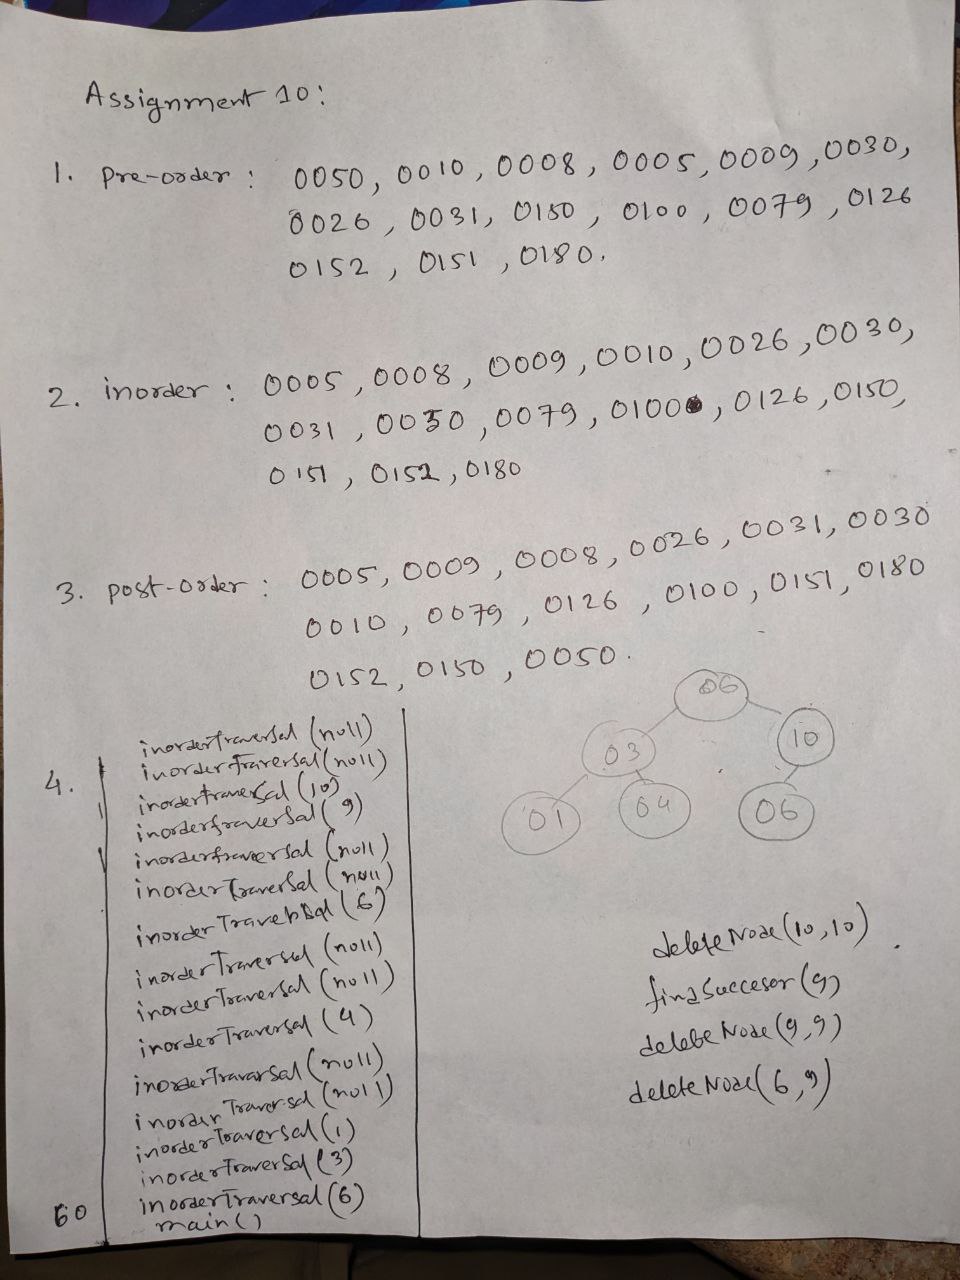 Assignment 10:
1. Pre-order : 0050, 0010, 0008, 0005, 0009, 0030,
0026, 0031, 0150, 0100, 0079, 0126
0152, 0151, 0180.
2. inorder : 0005, 0008, 0009, 0010, 0026, 0030,
0031, 0050, 0079, 0100, 0126, 0150,
0151, 0152, 0180
3. post-order : 0005, 0009, 0008, 0026, 0031, 0030
0010, 0079, 0126, 0100, 0151, 0180
0152, 0150, 0050.
4.
inordertraversal (null)
inordertraversal (null)
inordertraversal (10)
inordertraversal (9)
inordertraversal (null)
inorderTraversal (null)
inorderTraversal (6)
inorderTraversal (null)
inorderTraversal (null)
inorderTraversal (4)
inorderTravarsal (null)
inorderTraversal (null)
inorderTraversal (1)
inorderTraversal (3)
inorderTraversal (6)
main()
60
06
03 10
01 04 06
deleteNode(10,10)
findSuccesor(9)
deleteNode(9,9)
deleteNode(6,9)